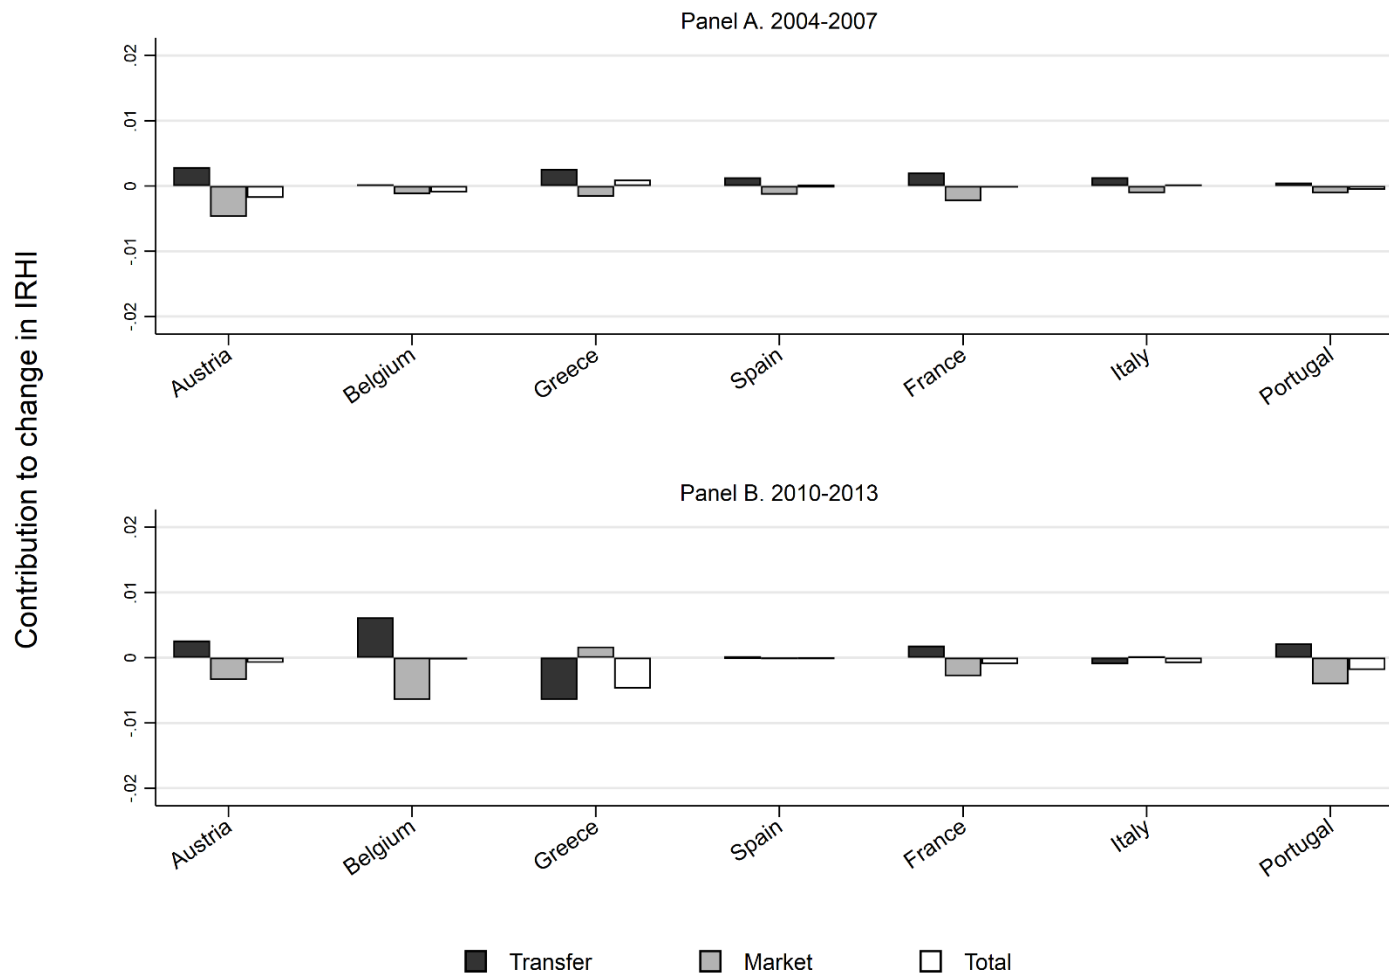 Contribution to change in IRHI
Panel A. 2004-2007
.02
.01
0
-.01
-.02
Austria
Belgium
Greece
Spain
France
Italy
Portugal
Panel B. 2010-2013
.02
.01
0
-.01
-.02
Austria
Belgium
Greece
Spain
France
Italy
Portugal
Transfer
Market
Total